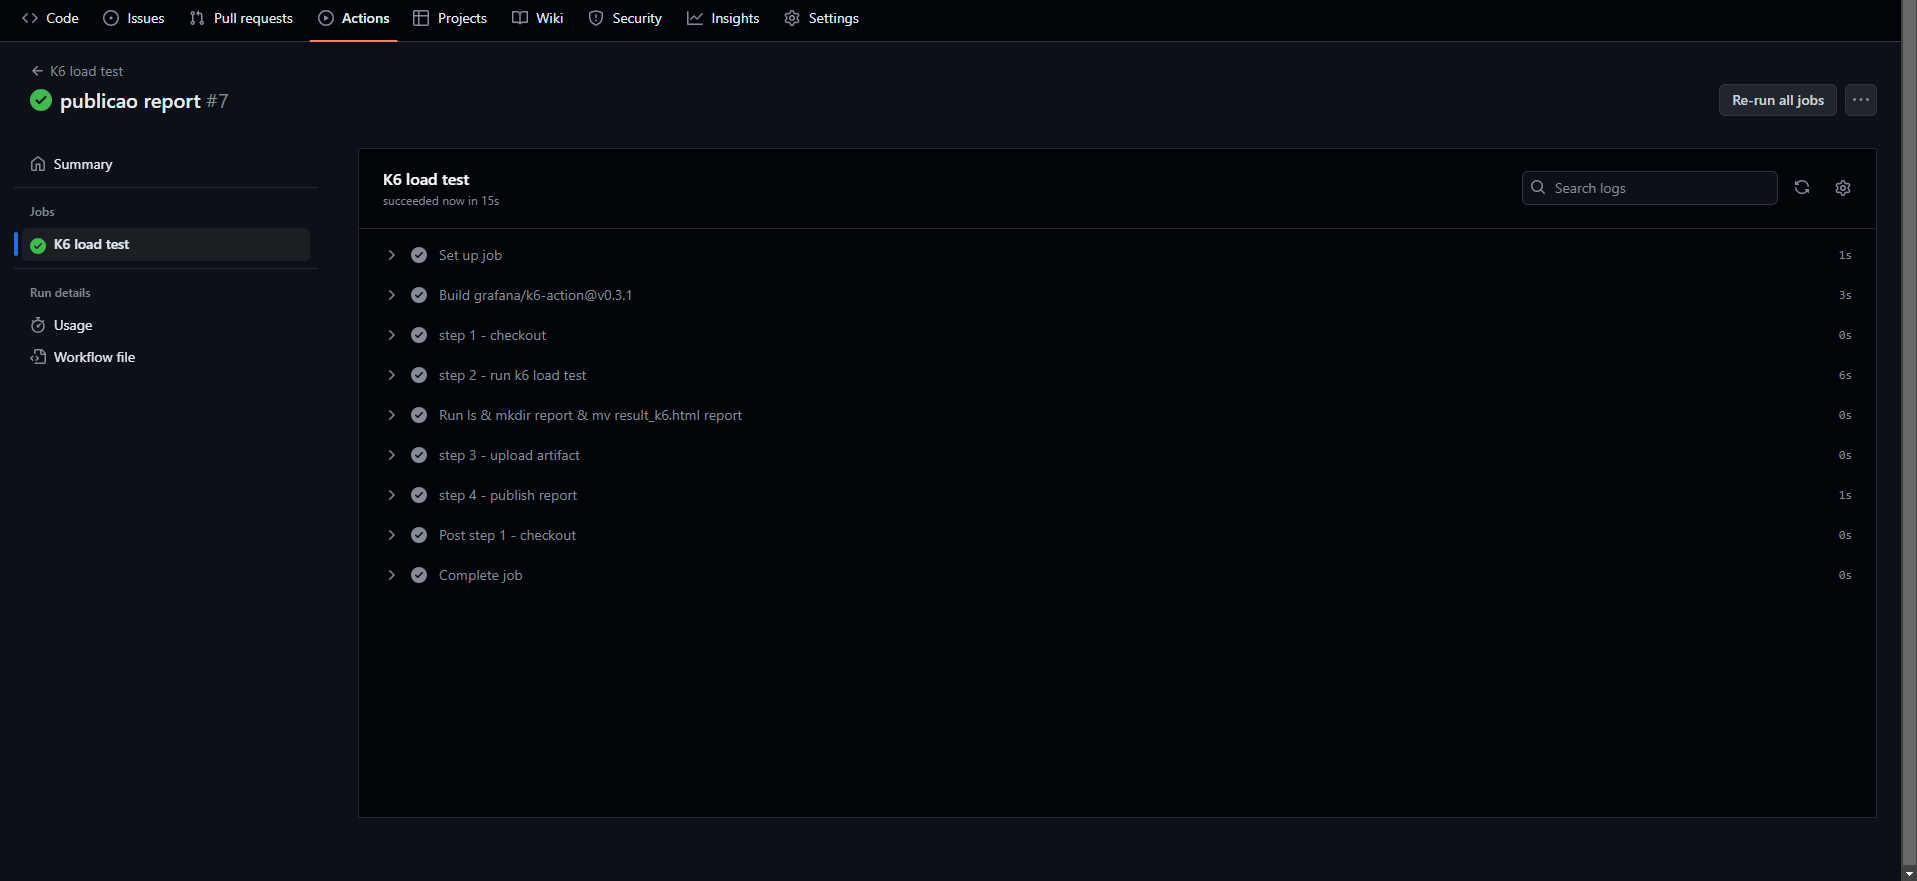 Code Issues Pull requests Actions Projects Wiki Security Insights Settings
K6 load test
publicao report #7
Re-run all jobs
Summary
Jobs
K6 load test
Run details
Usage
Workflow file
K6 load test
succeeded now in 15s
Search logs
Set up job 1s
Build grafana/k6-action@v0.3.1 3s
step 1 - checkout 0s
step 2 - run k6 load test 6s
Run ls & mkdir report & mv result_k6.html report 0s
step 3 - upload artifact 0s
step 4 - publish report 1s
Post step 1 - checkout 0s
Complete job 0s